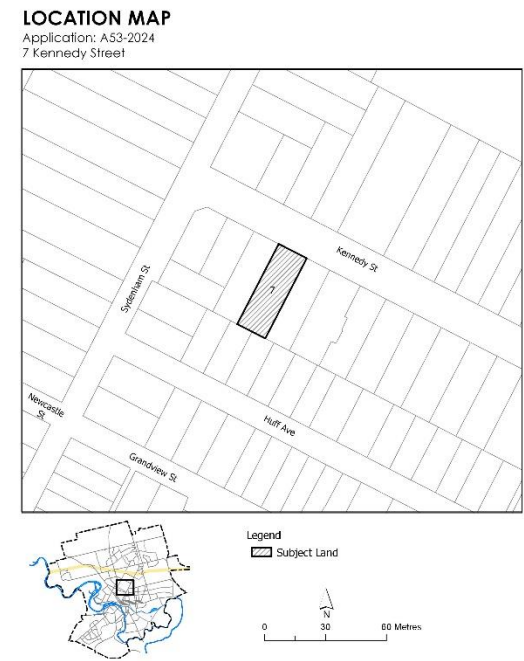 LOCATION MAP
Application: A53-2024
7 Kennedy Street
Kennedy St
7
Sydenham St
Newcastle
St
Huff Ave
Grandview St
Legend
Subject Land
N
0 30 60 Metres